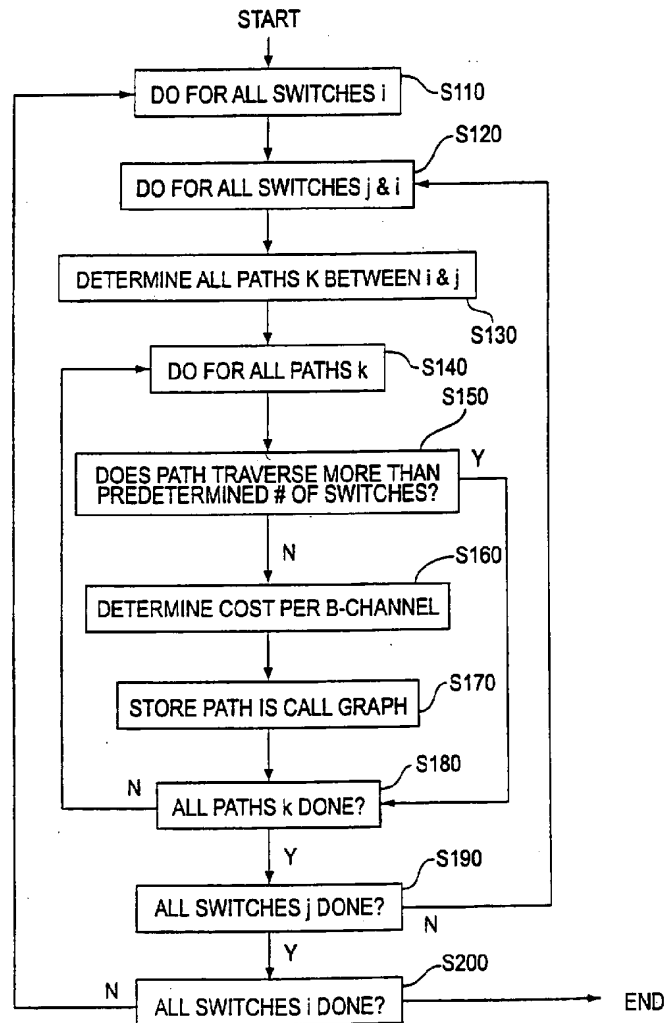 START
DO FOR ALL SWITCHES i
S110
S120
DO FOR ALL SWITCHES j & i
DETERMINE ALL PATHS K BETWEEN i & j
S130
DO FOR ALL PATHS k
S140
S150
DOES PATH TRAVERSE MORE THAN
PREDETERMINED # OF SWITCHES?
Y
N
S160
DETERMINE COST PER B-CHANNEL
S170
STORE PATH IS CALL GRAPH
S180
N
ALL PATHS k DONE?
Y
S190
ALL SWITCHES j DONE?
N
Y
S200
N
ALL SWITCHES i DONE?
END